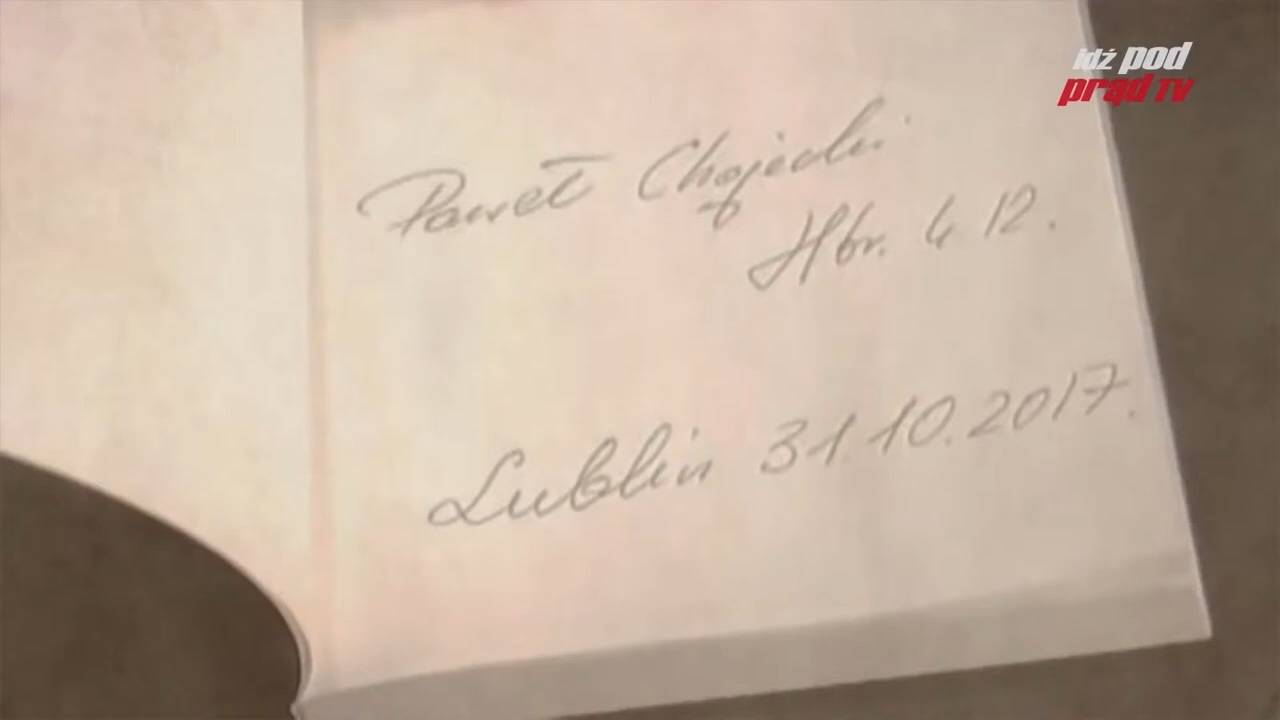 idź pod
prąd TV
Paweł Chojecki
Hbr. 4 12.
Lublin 31.10.2017.